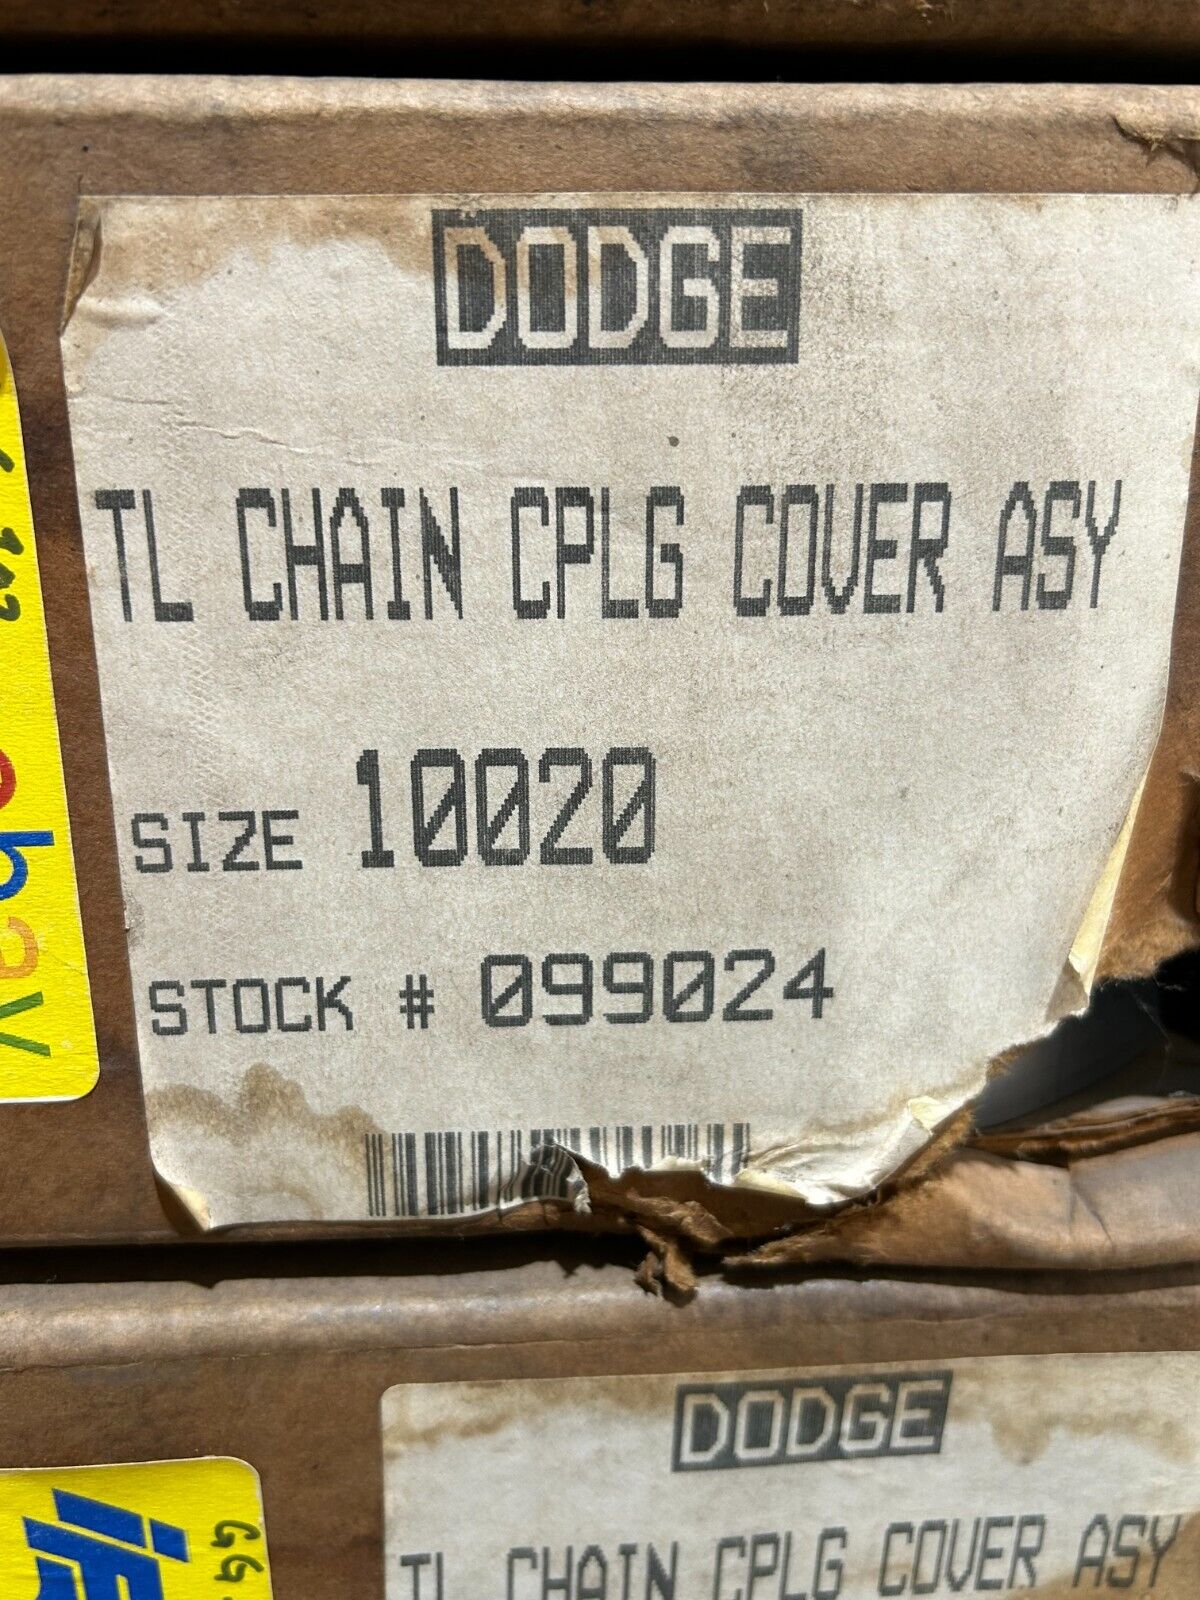 DODGE
TL CHAIN CPLG COVER ASY
SIZE 10020
STOCK # 099024
ebay
DODGE
TL CHAIN CPLG COVER ASY